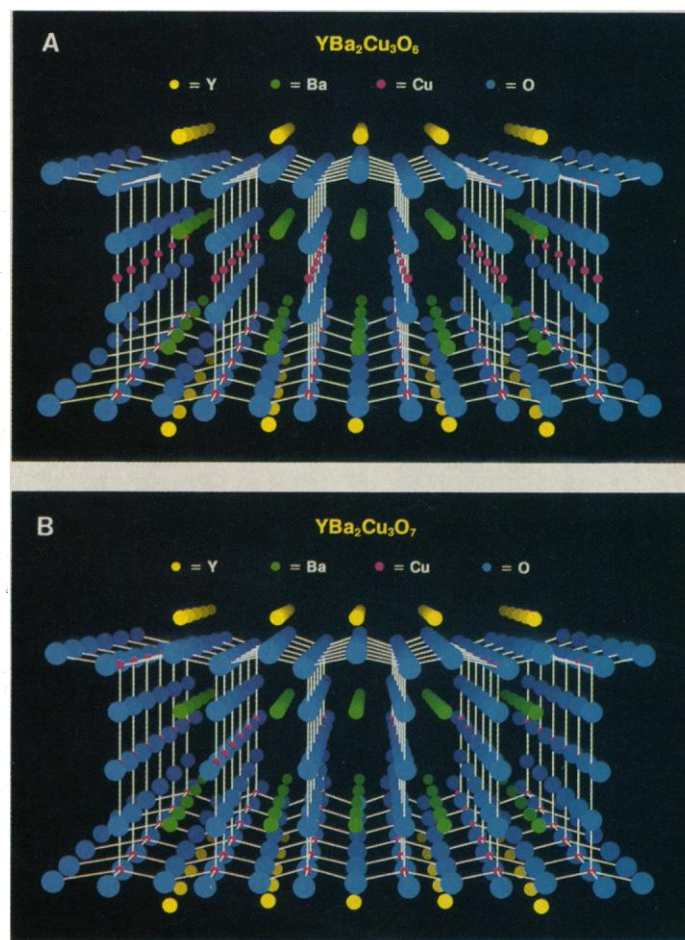 A
YBa₂Cu₃O₆
= Y = Ba = Cu = O
B
YBa₂Cu₃O₇
= Y = Ba = Cu = O